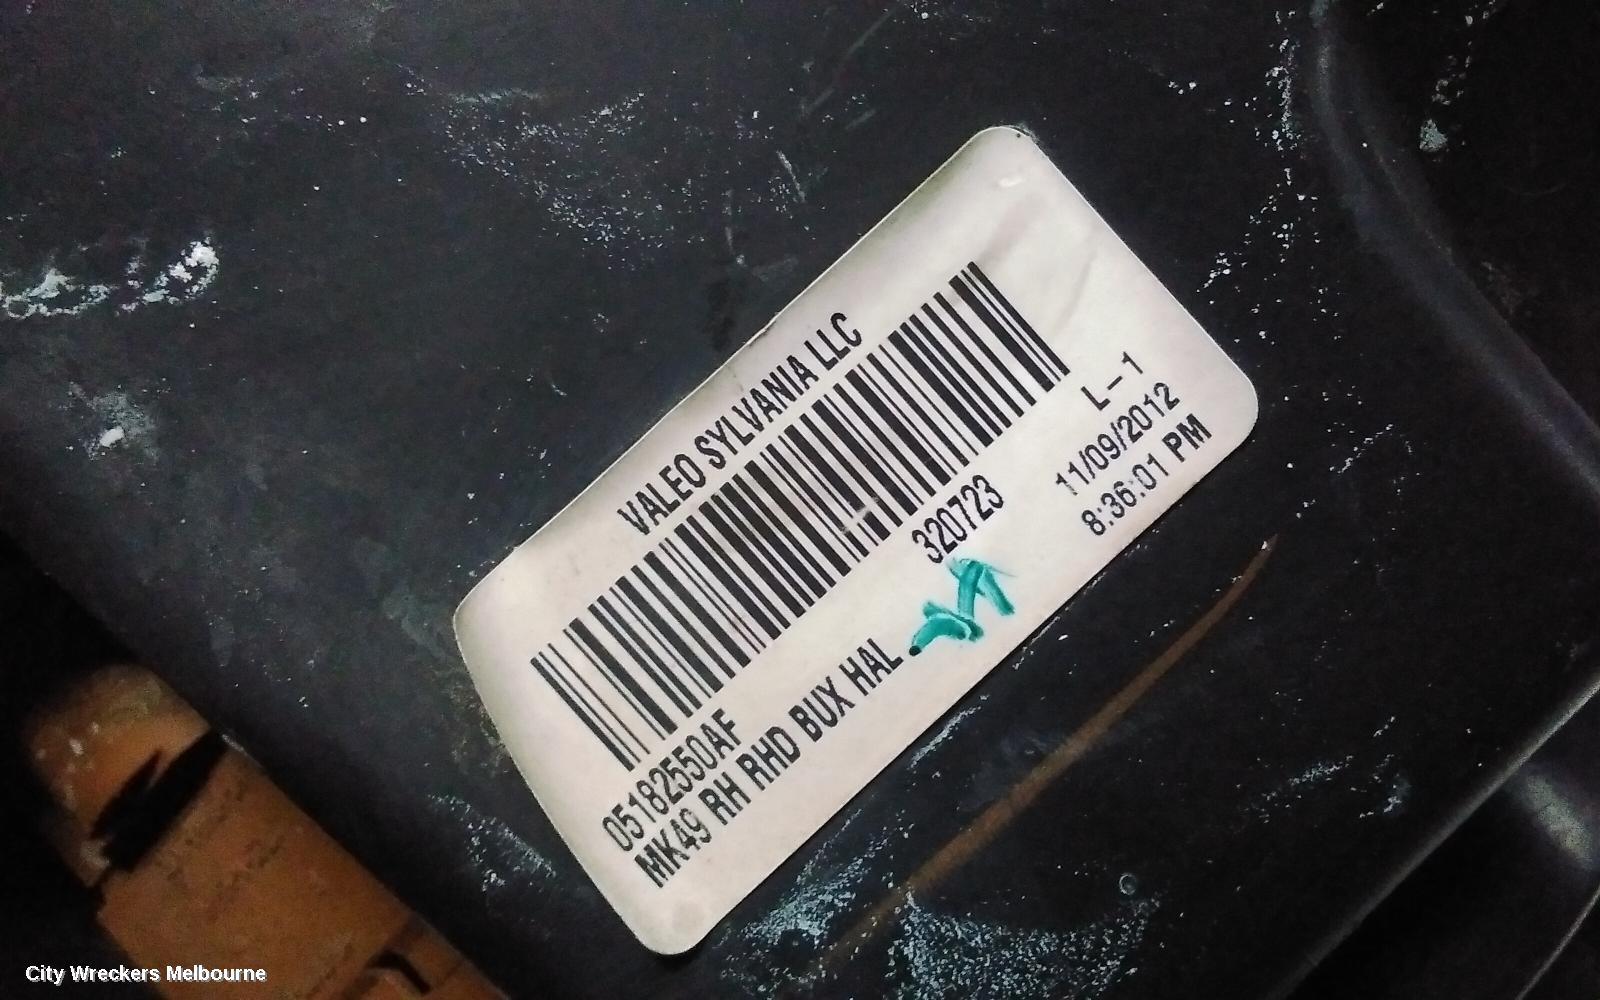 VALEO SYLVANIA LLC
05182550AF
320723
L-1
MK49 RH RHD BUX HAL
11/09/2012
8:36:01 PM
City Wreckers Melbourne